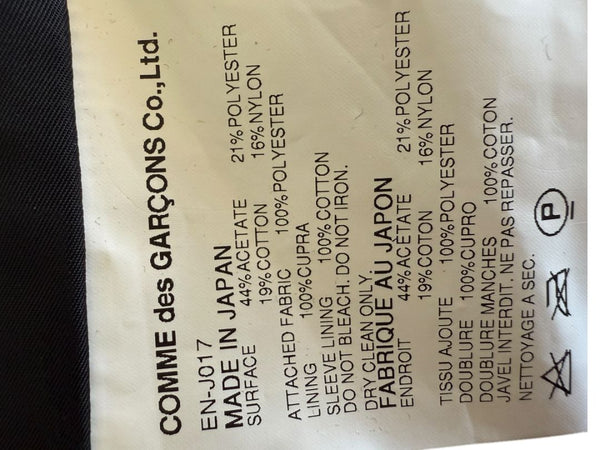 COMME des GARÇONS Co.,Ltd.
EN-J017
MADE IN JAPAN
SURFACE 44%ACETATE 21%POLYESTER
19%COTTON 16%NYLON
ATTACHED FABRIC 100%POLYESTER
LINING 100%CUPRA
SLEEVE LINING 100%COTTON
DO NOT BLEACH. DO NOT IRON.
DRY CLEAN ONLY.
FABRIQUE AU JAPON
ENDROIT 44%ACÉTATE 21%POLYESTER
19%COTON 16%NYLON
TISSU AJOUTE 100%POLYESTER
DOUBLURE 100%CUPRO
DOUBLURE MANCHES 100%COTON
JAVEL INTERDIT. NE PAS REPASSER.
NETTOYAGE A SEC.
P